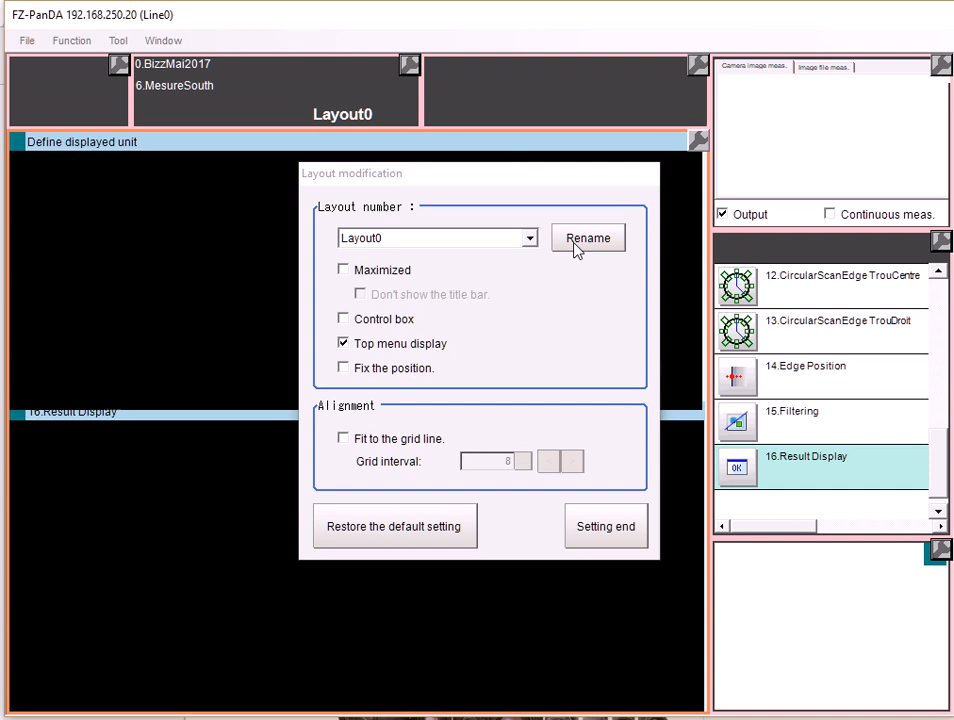 FZ-PanDA 192.168.250.20 (Line0)
File Function Tool Window
0.BizzMai2017
6.MesureSouth
Layout0
Camera image meas. Image file meas.
Define displayed unit
Output Continuous meas.
Layout modification
Layout number :
Layout0 Rename
Maximized
Don't show the title bar.
Control box
Top menu display
Fix the position.
Alignment
Fit to the grid line.
Grid interval: 8
Restore the default setting Setting end
16.Result Display
12.CircularScanEdge TrouCentre
13.CircularScanEdge TrouDroit
14.Edge Position
15.Filtering
OK
16.Result Display